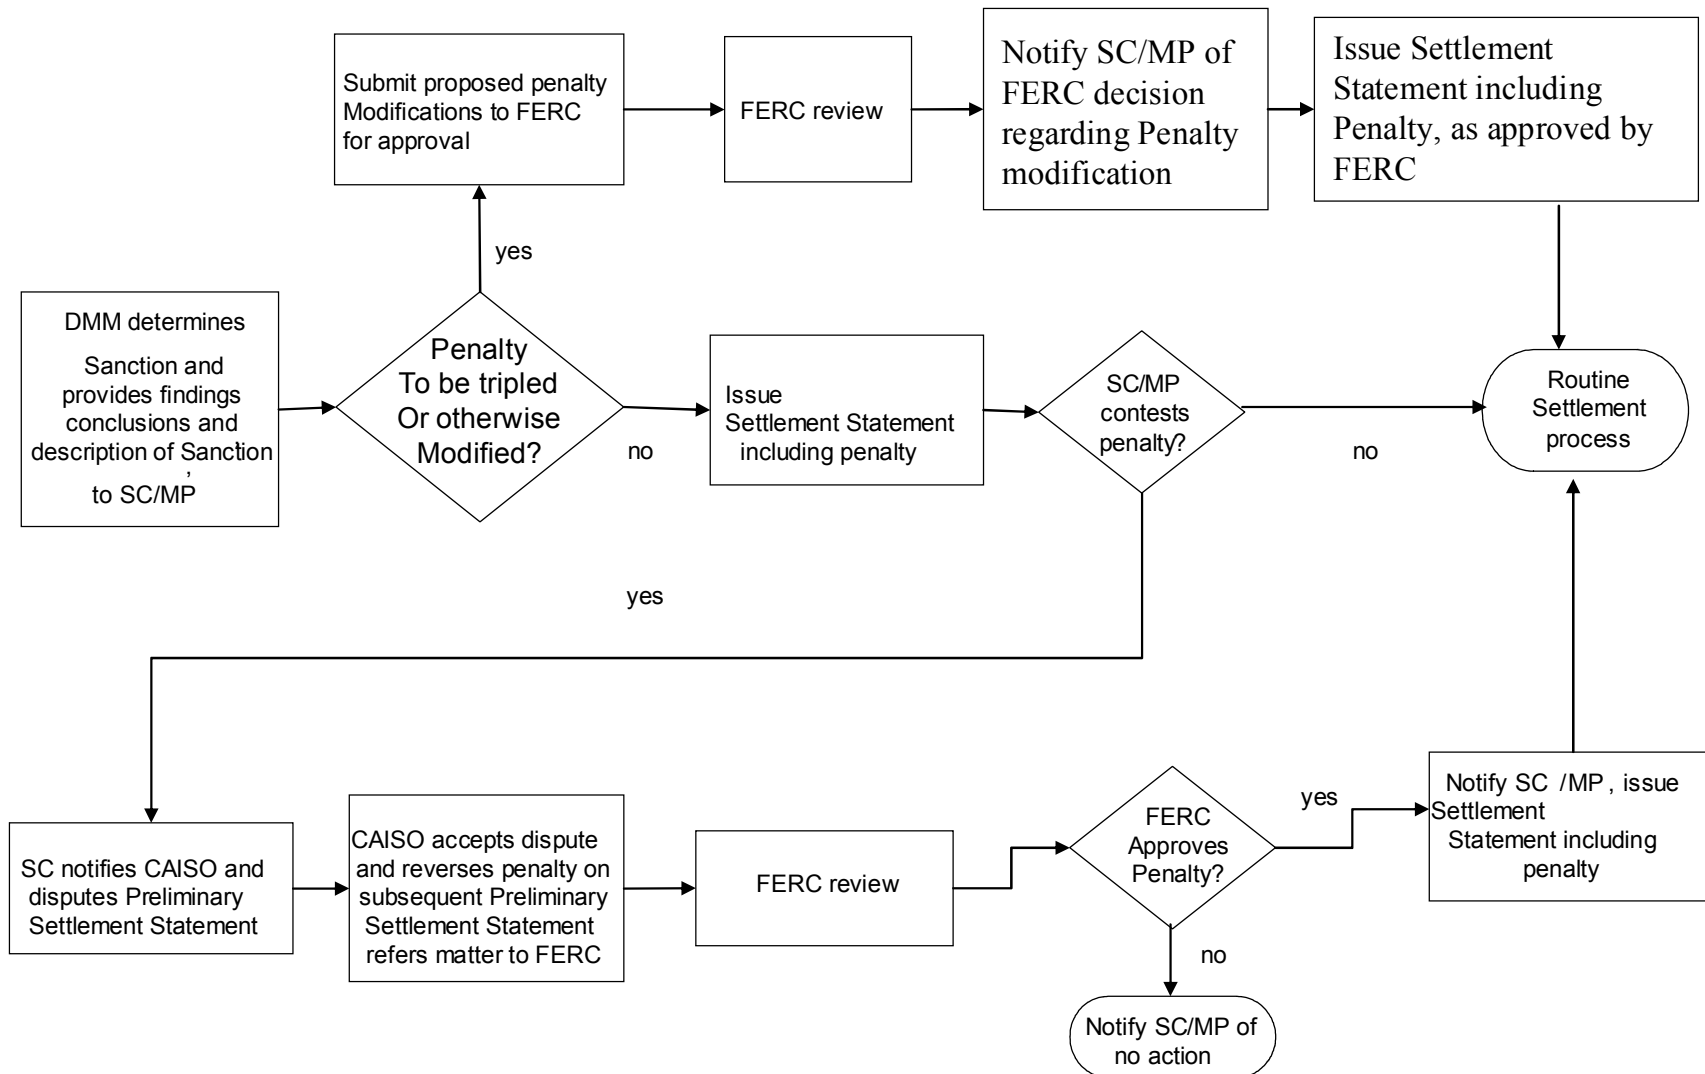 Submit proposed penalty
Modifications to FERC
for approval
FERC review
Notify SC/MP of
FERC decision
regarding Penalty
modification
Issue Settlement
Statement including
Penalty, as approved by
FERC
yes
DMM determines
Sanction and
provides findings
conclusions and
description of Sanction
,
to SC/MP
Penalty
To be tripled
Or otherwise
Modified?
no
Issue
Settlement Statement
including penalty
SC/MP
contests
penalty?
no
Routine
Settlement
process
yes
SC notifies CAISO and
disputes Preliminary
Settlement Statement
CAISO accepts dispute
and reverses penalty on
subsequent Preliminary
Settlement Statement
refers matter to FERC
FERC review
FERC
Approves
Penalty?
yes
Notify SC /MP , issue
Settlement
Statement including
penalty
no
Notify SC/MP of
no action